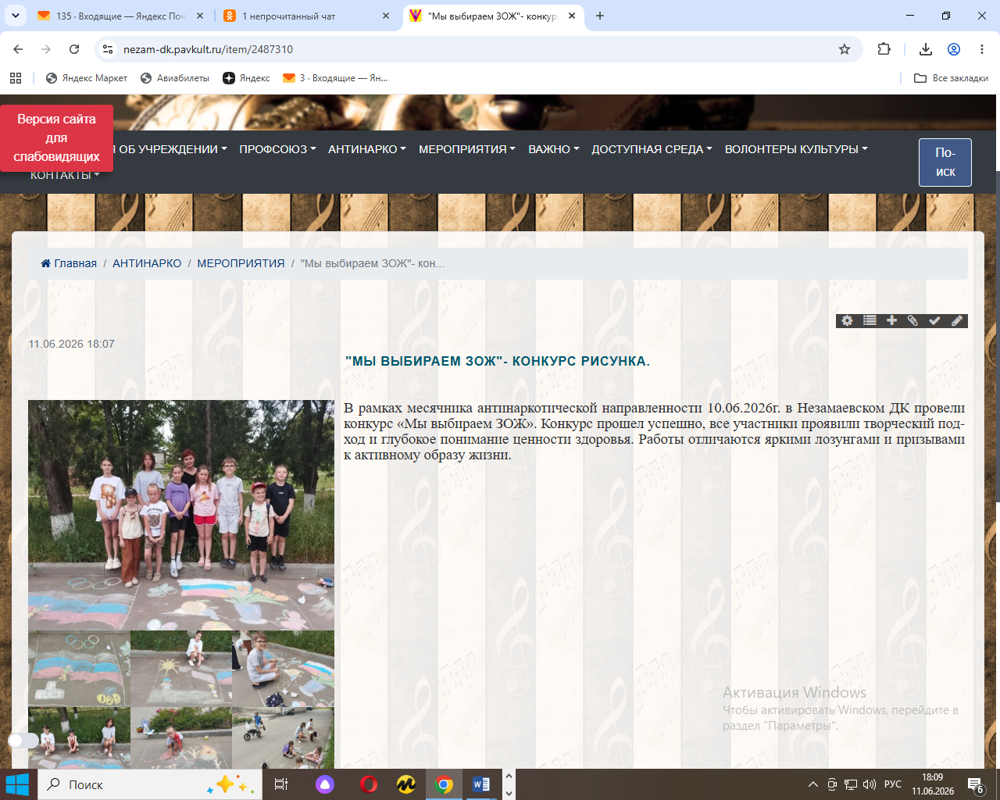 135 · Входящие — Яндекс Поч
1 непрочитанный чат
"Мы выбираем ЗОЖ"- конкурс
nezam-dk.pavkult.ru/item/2487310
Яндекс Маркет
Авиабилеты
Яндекс
3 · Входящие — Ян...
Все закладки
Версия сайта
для
слабовидящих
Я ОБ УЧРЕЖДЕНИИ
ПРОФСОЮЗ
АНТИНАРКО
МЕРОПРИЯТИЯ
ВАЖНО
ДОСТУПНАЯ СРЕДА
ВОЛОНТЕРЫ КУЛЬТУРЫ
КОНТАКТЫ
По-
иск
Главная / АНТИНАРКО / МЕРОПРИЯТИЯ / "Мы выбираем ЗОЖ"- кон...
11.06.2026 18:07
"МЫ ВЫБИРАЕМ ЗОЖ"- КОНКУРС РИСУНКА.
В рамках месячника антинаркотической направленности 10.06.2026г. в Незамаевском ДК провели
конкурс «Мы выбираем ЗОЖ». Конкурс прошел успешно, все участники проявили творческий под-
ход и глубокое понимание ценности здоровья. Работы отличаются яркими лозунгами и призывами
к активному образу жизни.
Активация Windows
Чтобы активировать Windows, перейдите в
раздел "Параметры".
Поиск
РУС
18:09
11.06.2026
6